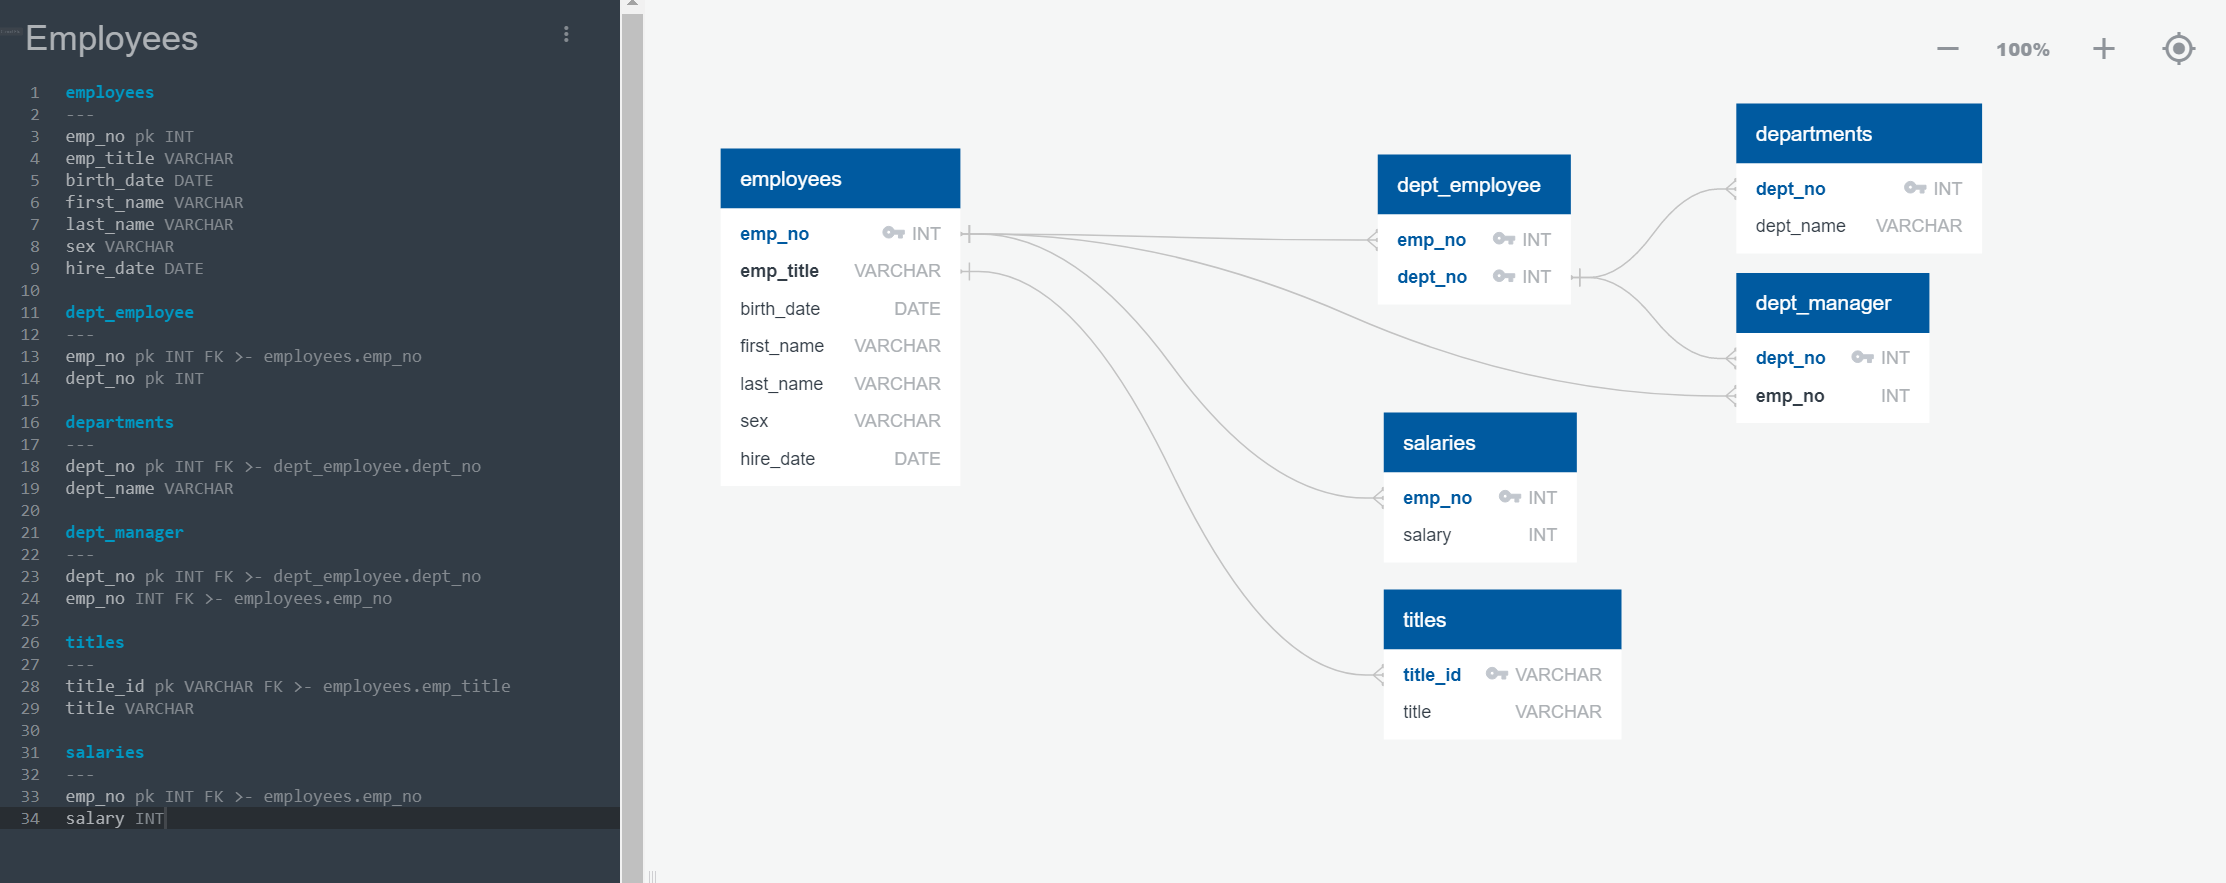 Employees
1 employees
2 ---
3 emp_no pk INT
4 emp_title VARCHAR
5 birth_date DATE
6 first_name VARCHAR
7 last_name VARCHAR
8 sex VARCHAR
9 hire_date DATE
10
11 dept_employee
12 ---
13 emp_no pk INT FK >- employees.emp_no
14 dept_no pk INT
15
16 departments
17 ---
18 dept_no pk INT FK >- dept_employee.dept_no
19 dept_name VARCHAR
20
21 dept_manager
22 ---
23 dept_no pk INT FK >- dept_employee.dept_no
24 emp_no INT FK >- employees.emp_no
25
26 titles
27 ---
28 title_id pk VARCHAR FK >- employees.emp_title
29 title VARCHAR
30
31 salaries
32 ---
33 emp_no pk INT FK >- employees.emp_no
34 salary INT
100%
employees
emp_no INT
emp_title VARCHAR
birth_date DATE
first_name VARCHAR
last_name VARCHAR
sex VARCHAR
hire_date DATE
dept_employee
emp_no INT
dept_no INT
departments
dept_no INT
dept_name VARCHAR
dept_manager
dept_no INT
emp_no INT
salaries
emp_no INT
salary INT
titles
title_id VARCHAR
title VARCHAR